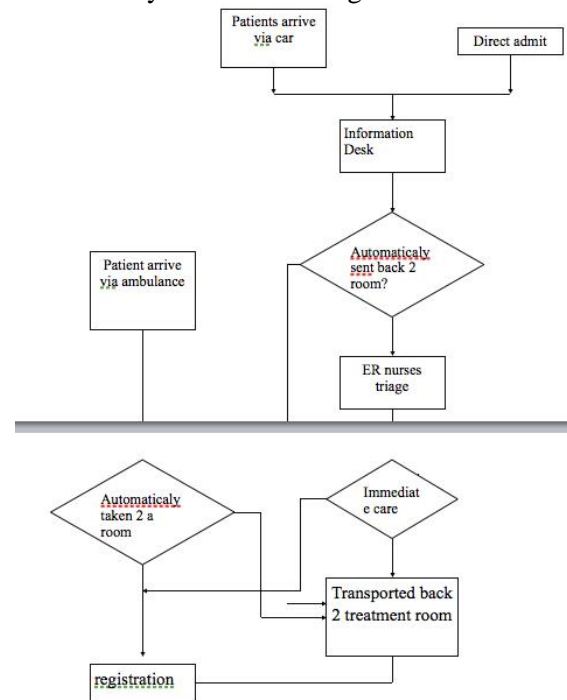 Patients arrive
via car
Direct admit
Information
Desk
Automaticaly
sent back 2
room?
Patient arrive
via ambulance
ER nurses
triage
Automaticaly
taken 2 a
room
Immediat
e care
Transported back
2 treatment room
registration